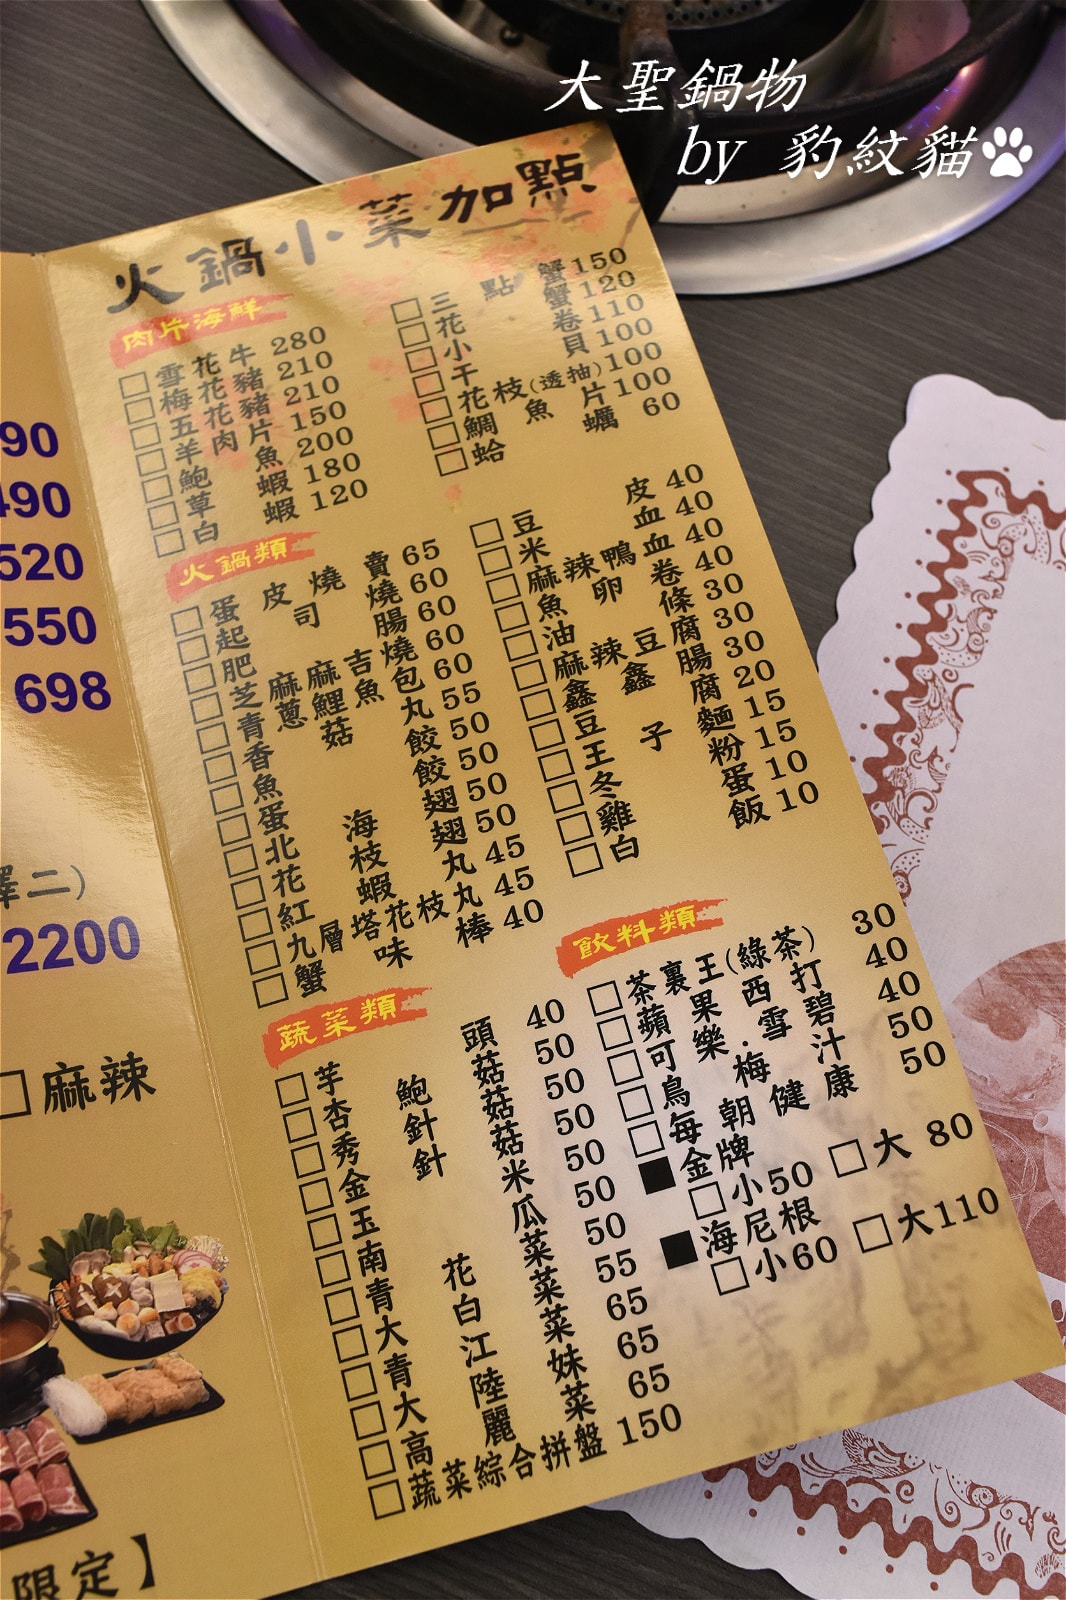 大聖鍋物
by 豹紋貓
火鍋小菜加點
肉片海鮮
□雪花牛 280
□梅花豬 210
□五花豬 210
□羊肉片 150
□鮑魚 200
□草蝦 180
□白蝦 120
□三點蟹 150
□花蟹 120
□小卷 110
□干貝 100
□花枝(透抽) 100
□鯛魚片 100
□蛤蠣 60
火鍋類
□蛋皮燒賣 65
□起司燒 60
□肥腸 60
□芝麻麻吉燒 60
□青蔥鯉魚包 60
□香菇丸 55
□魚餃 50
□蛋餃 50
□北海翅 50
□花枝翅 50
□紅蝦丸 45
□九層塔花枝丸 45
□蟹味棒 40
□豆皮 40
□米血 40
□麻辣鴨血 40
□魚卵卷 40
□油條 30
□麻辣豆腐 30
□鑫鑫腸 30
□豆腐 20
□王子麵 15
□冬粉 15
□雞蛋 10
□白飯 10
蔬菜類
□芋頭 40
□杏鮑菇 50
□秀針菇 50
□金針菇 50
□玉米 50
□南瓜 50
□青花菜 50
□大白菜 55
□青江菜 65
□大陸妹 65
□高麗菜 65
□蔬菜綜合拼盤 150
飲料類
□茶裏王(綠茶) 30
□蘋果西打 40
□可樂.雪碧 40
□烏梅汁 50
□每朝健康 50
■金牌
□小50 □大 80
■海尼根
□小60 □大110
90
490
520
550
698
擇二)
2200
□麻辣
限定】